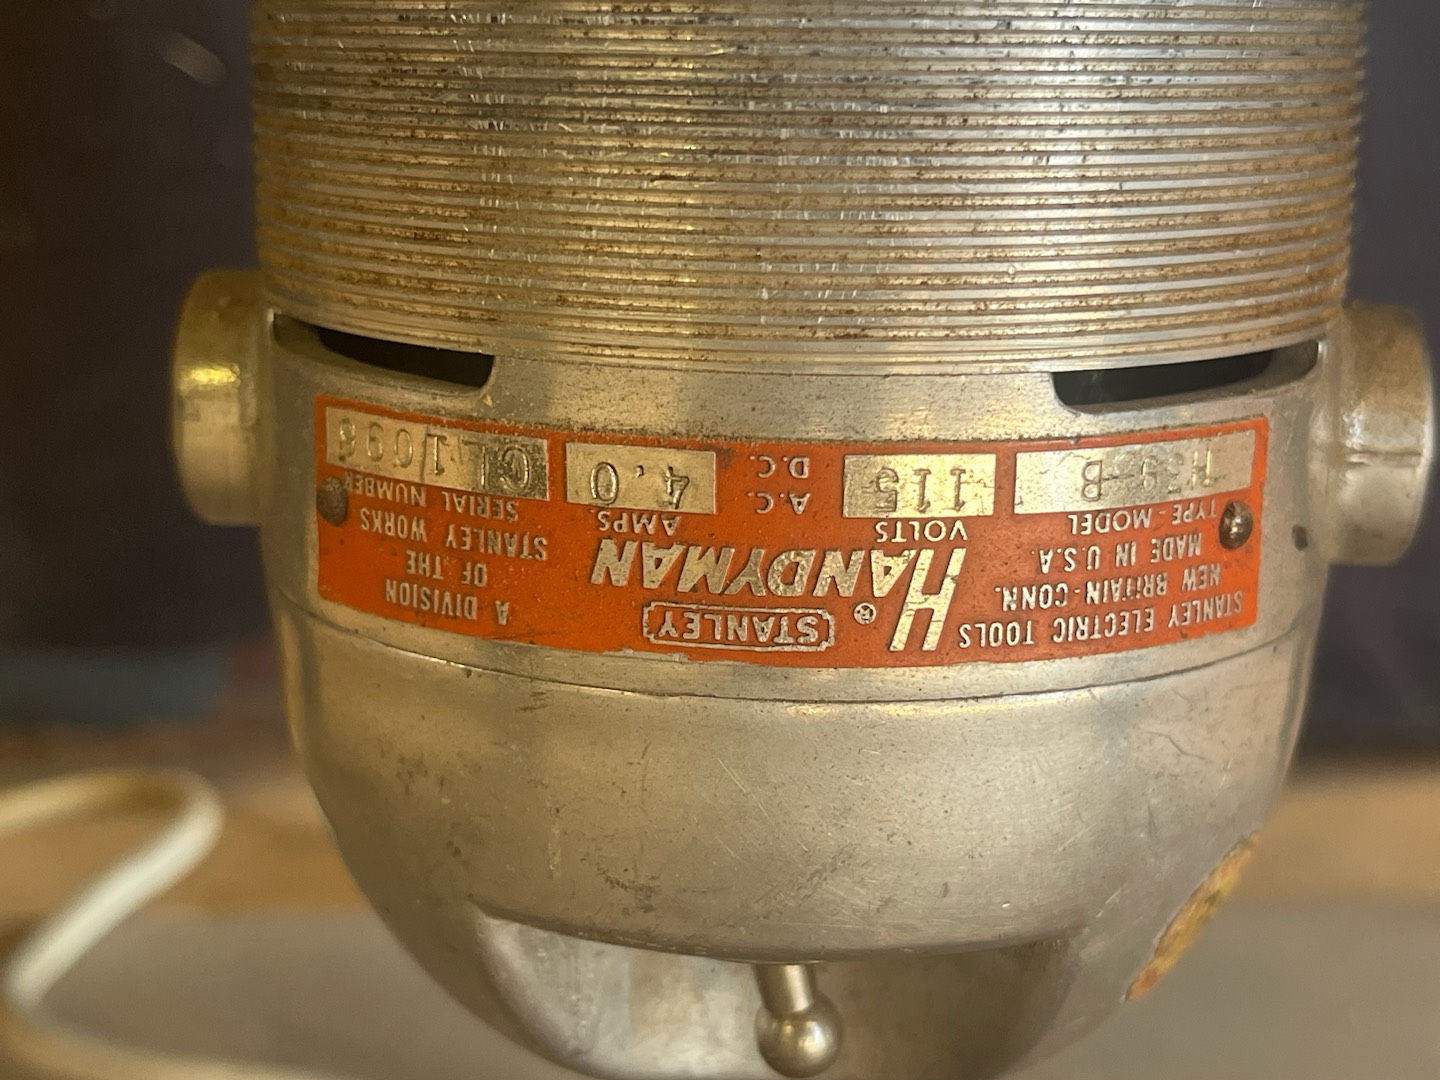 STANLEY ELECTRIC TOOLS
NEW BRITAIN - CONN.
MADE IN U.S.A.
STANLEY
HANDYMAN ®
A DIVISION
OF THE
STANLEY WORKS
TYPE - MODEL
B
VOLTS
115
A.C.
D.C.
AMPS.
4.0
SERIAL NUMBER